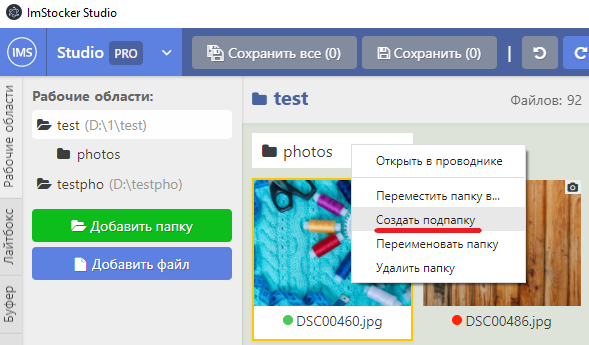 ImStocker Studio
IMS Studio PRO Сохранить все (0) Сохранить (0)
Рабочие области
Лайтбокс
Буфер
Рабочие области:
test (D:\1\test)
photos
testpho (D:\testpho)
Добавить папку
Добавить файл
test Файлов: 92
photos
Открыть в проводнике
Переместить папку в...
Создать подпапку
Переименовать папку
Удалить папку
DSC00460.jpg DSC00486.jpg